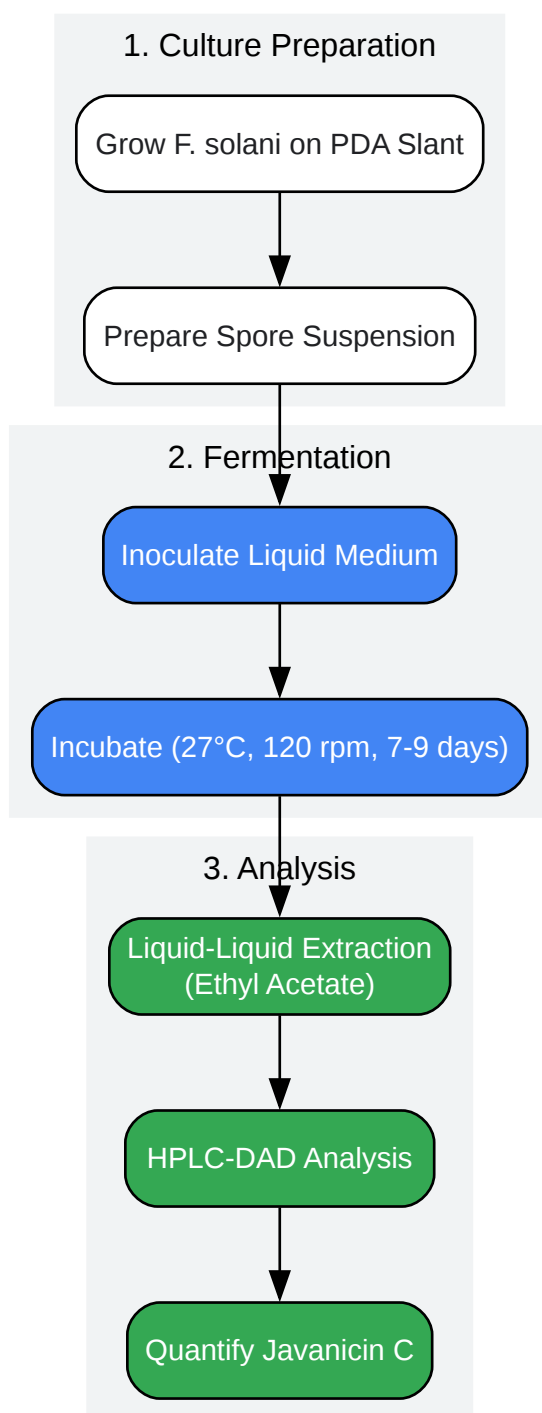 1. Culture Preparation
Grow F. solani on PDA Slant
Prepare Spore Suspension
2. Fermentation
Inoculate Liquid Medium
Incubate (27°C, 120 rpm, 7-9 days)
3. Analysis
Liquid-Liquid Extraction
(Ethyl Acetate)
HPLC-DAD Analysis
Quantify Javanicin C